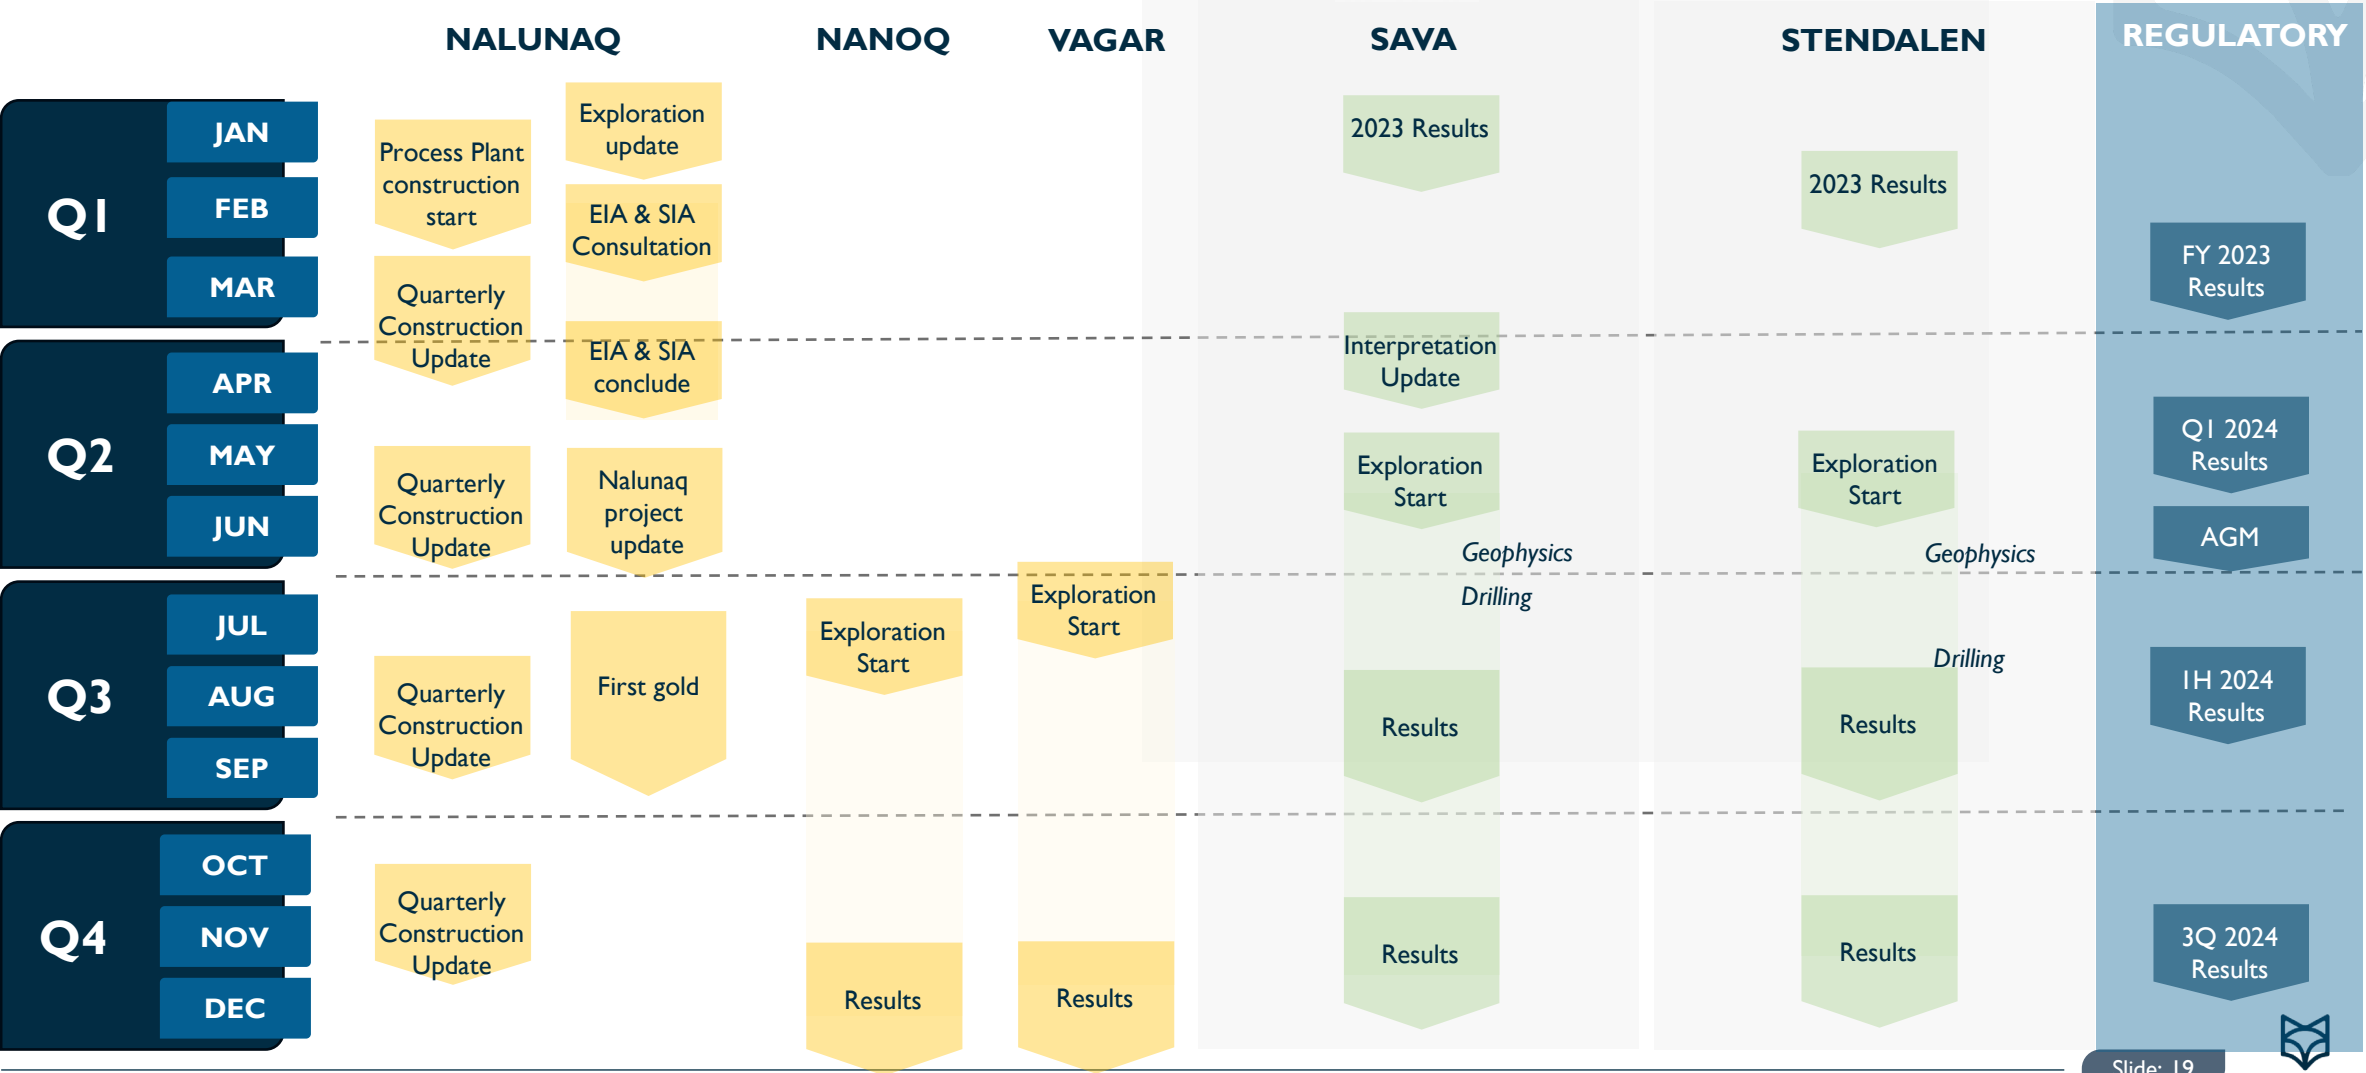 NALUNAQ
NANOQ
VAGAR
SAVA
STENDALEN
REGULATORY
Q1
JAN
FEB
MAR
Process Plant
construction
start
Exploration
update
EIA & SIA
Consultation
2023 Results
2023 Results
FY 2023
Results
Quarterly
Construction
Update
EIA & SIA
conclude
Interpretation
Update
Q2
APR
MAY
JUN
Quarterly
Construction
Update
Nalunaq
project
update
Exploration
Start
Geophysics
Exploration
Start
Geophysics
Q1 2024
Results
AGM
Q3
JUL
AUG
SEP
Quarterly
Construction
Update
First gold
Exploration
Start
Exploration
Start
Drilling
Results
Drilling
Results
1H 2024
Results
Q4
OCT
NOV
DEC
Quarterly
Construction
Update
Results
Results
Results
Results
3Q 2024
Results
Slide: 19